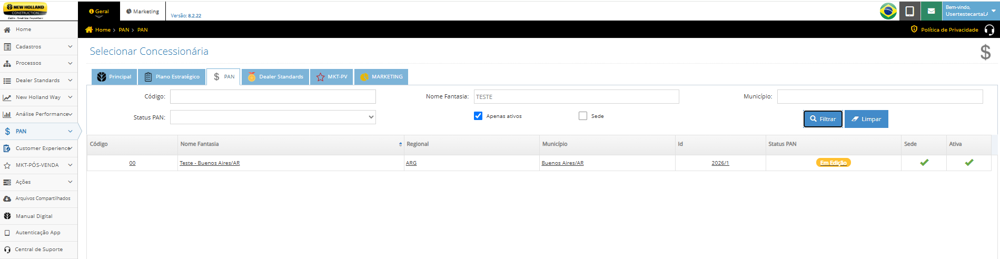 NEW HOLLAND
CONSTRUCTION
Latin America Importers
Geral
Marketing
Versão: 8.2.22
Bem-vindo,
UsertestecartaLA
Home > PAN > PAN
Política de Privacidade
Home
Cadastros
Processos
Dealer Standards
New Holland Way
Análise Performance
PAN
Customer Experience
MKT-PÓS-VENDA
Ações
Arquivos Compartilhados
Manual Digital
Autenticação App
Central de Suporte
Selecionar Concessionária
Principal
Plano Estratégico
PAN
Dealer Standards
MKT-PV
MARKETING
Código:
Nome Fantasia: TESTE
Município:
Status PAN:
Apenas ativos
Sede
Filtrar
Limpar
Código Nome Fantasia Regional Município Id Status PAN Sede Ativa
00 Teste - Buenos Aires/AR ARG Buenos Aires/AR 2026/1 Em Edição